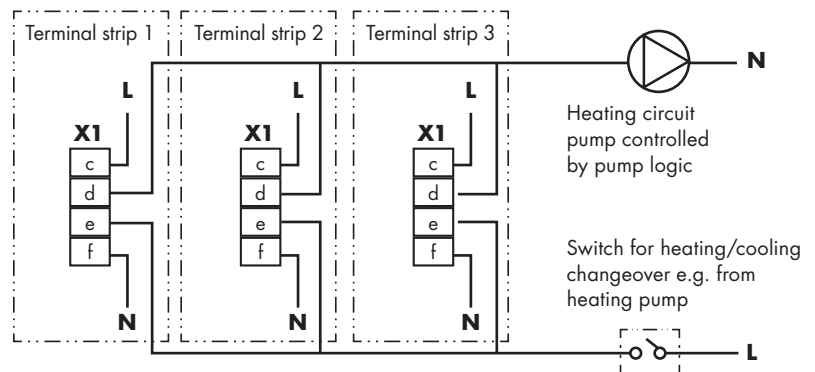 Terminal strip 1
Terminal strip 2
Terminal strip 3
N
L
L
L
Heating circuit
pump controlled
by pump logic
X1
X1
X1
c
d
e
f
c
d
e
f
c
d
e
f
Switch for heating/cooling
changeover e.g. from
heating pump
N
N
N
L